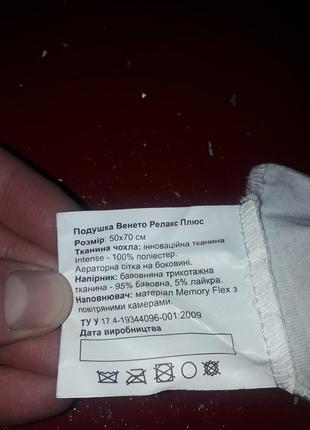 Подушка Венето Релакс Плюс
Розмір: 50х70 см
Тканина чохла: інноваційна тканина
Intense - 100% поліестер.
Аераторна сітка на боковині.
Напірник: бавовняна трикотажна
тканина - 95% бавовна, 5% лайкра.
Наповнювач: матеріал Memory Flex з
повітряними камерами.
ТУ У 17.4-19344096-001:2009
Дата виробництва